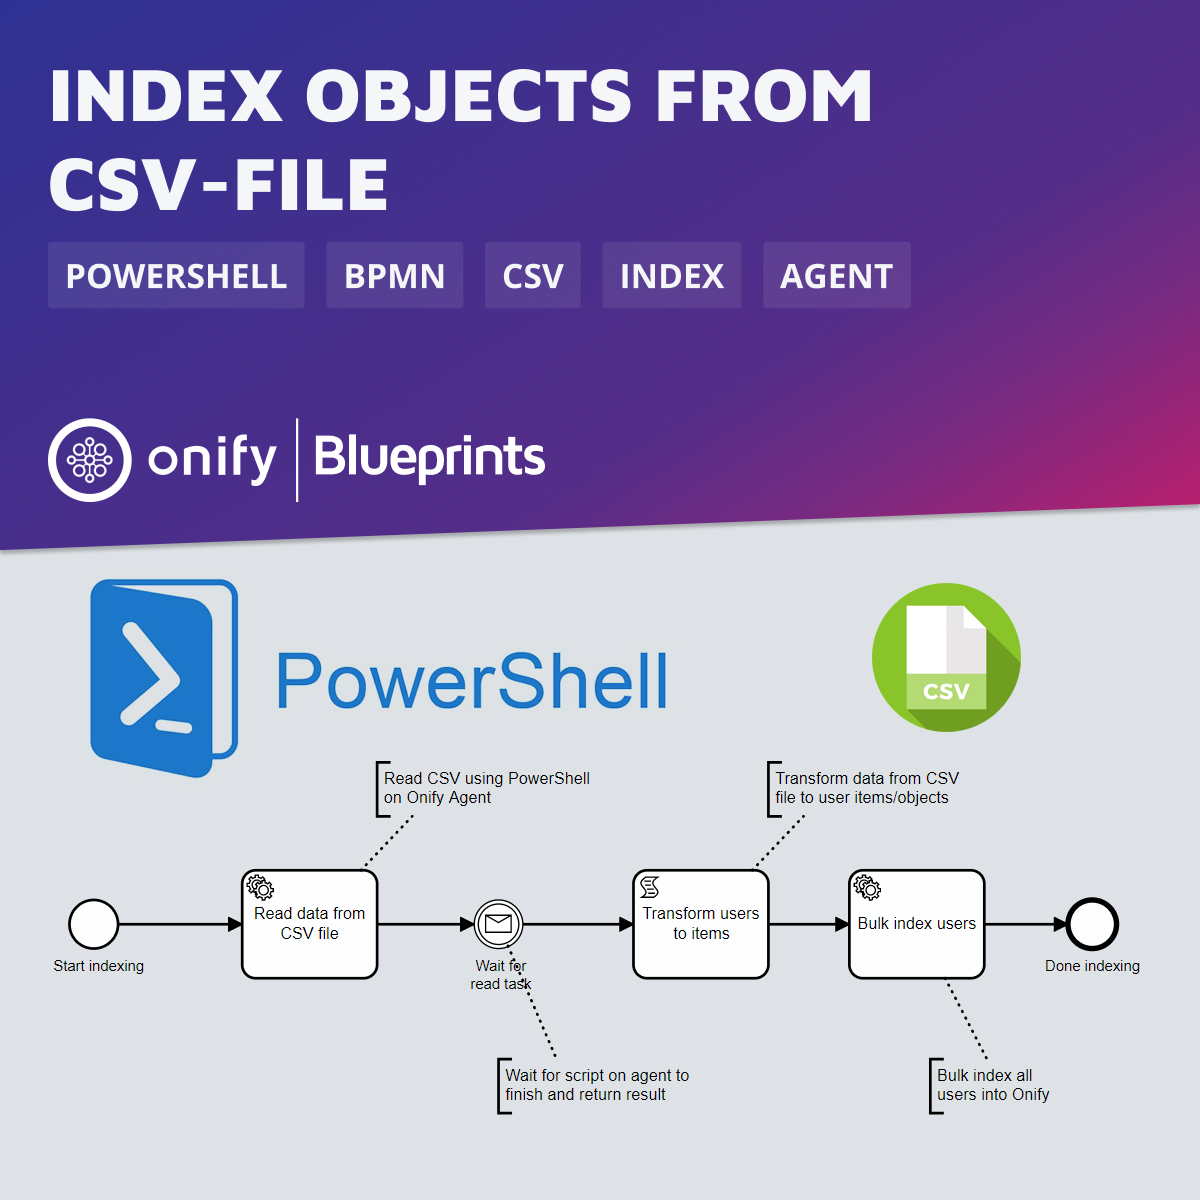 INDEX OBJECTS FROM
CSV-FILE
POWERSHELL BPMN CSV INDEX AGENT
onify Blueprints
PowerShell
CSV
Read CSV using PowerShell
on Onify Agent
Transform data from CSV
file to user items/objects
Start indexing
Read data from
CSV file
Wait for
read task
Transform users
to items
Bulk index users
Done indexing
Wait for script on agent to
finish and return result
Bulk index all
users into Onify